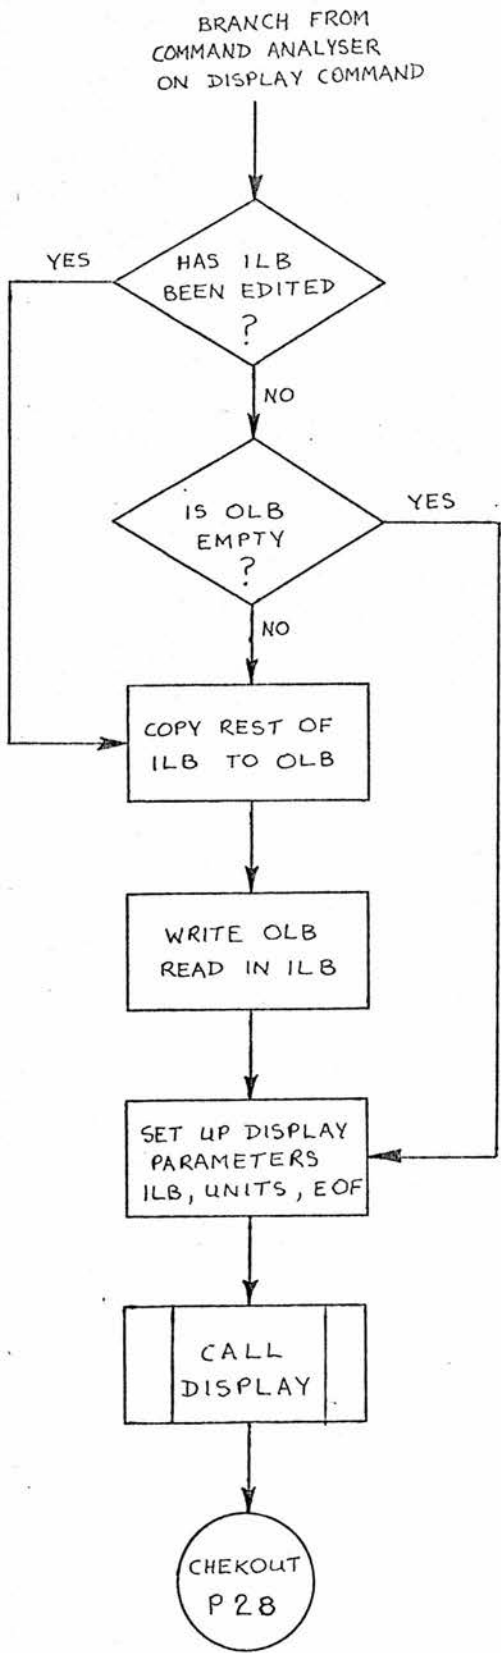 BRANCH FROM
COMMAND ANALYSER
ON DISPLAY COMMAND
YES
HAS ILB
BEEN EDITED
?
NO
IS OLB
EMPTY
?
YES
NO
COPY REST OF
ILB TO OLB
WRITE OLB
READ IN ILB
SET UP DISPLAY
PARAMETERS
ILB, UNITS, EOF
CALL
DISPLAY
CHEKOUT
P28